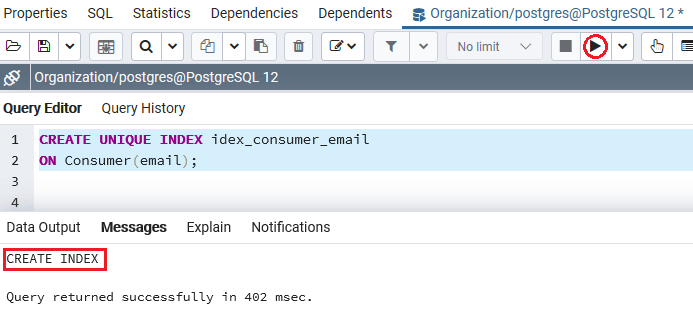 Properties SQL Statistics Dependencies Dependents Organization/postgres@PostgreSQL 12 *
No limit
Organization/postgres@PostgreSQL 12
Query Editor Query History
1 CREATE UNIQUE INDEX idex_consumer_email
2 ON Consumer(email);
3
4
Data Output Messages Explain Notifications
CREATE INDEX
Query returned successfully in 402 msec.